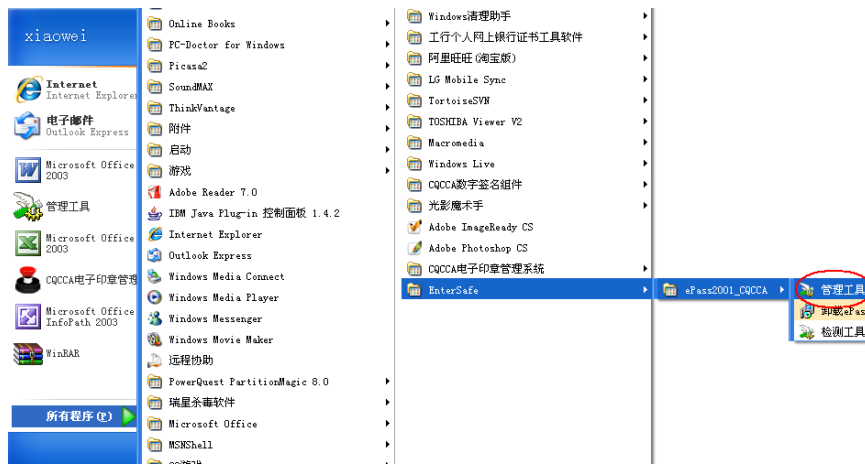 xiaowei
Internet
Internet Explorer
电子邮件
Outlook Express
Microsoft Office
2003
管理工具
Microsoft Office
2003
CQCCA电子印章管理
Microsoft Office
InfoPath 2003
WinRAR
所有程序(P)
Online Books
PC-Doctor for Windows
Picasa2
SoundMAX
ThinkVantage
附件
启动
游戏
Adobe Reader 7.0
IBM Java Plug-in 控制面板 1.4.2
Internet Explorer
Outlook Express
Windows Media Connect
Windows Media Player
Windows Messenger
Windows Movie Maker
远程协助
PowerQuest PartitionMagic 8.0
瑞星杀毒软件
Microsoft Office
MSNShell
Windows清理助手
工行个人网上银行证书工具软件
阿里旺旺(淘宝版)
LG Mobile Sync
TortoiseSVN
TOSHIBA Viewer V2
Macromedia
Windows Live
CQCCA数字签名组件
光影魔术手
Adobe ImageReady CS
Adobe Photoshop CS
CQCCA电子印章管理系统
EnterSafe
ePass2001_CQCCA
管理工具
卸载ePas
检测工具